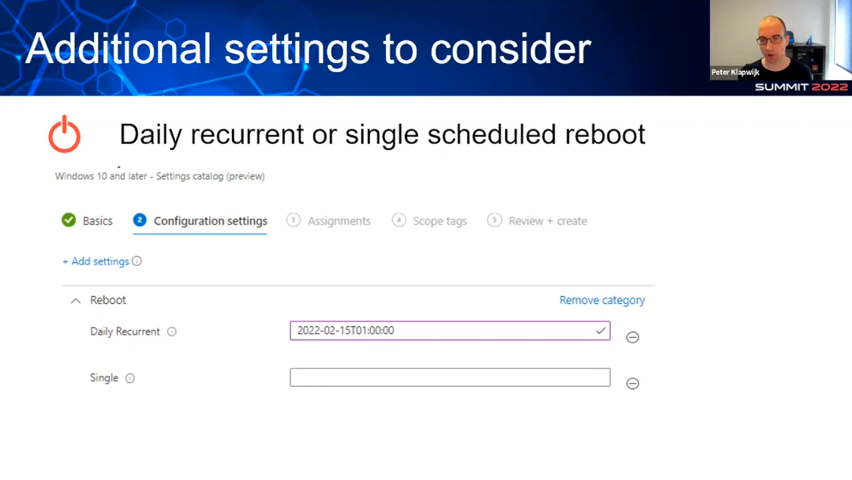 Additional settings to consider
Peter Klapwijk
SUMMIT 2022
Daily recurrent or single scheduled reboot
Windows 10 and later - Settings catalog (preview)
Basics 2 Configuration settings 3 Assignments 4 Scope tags 5 Review + create
+ Add settings
Reboot Remove category
Daily Recurrent 2022-02-15T01:00:00
Single